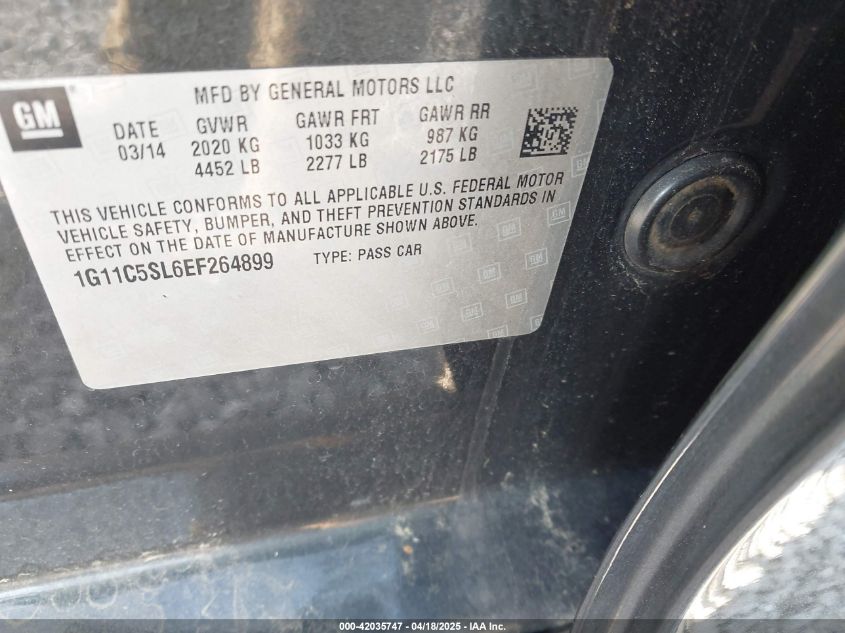 GM
MFD BY GENERAL MOTORS LLC
DATE GVWR GAWR FRT GAWR RR
03/14 2020 KG 1033 KG 987 KG
4452 LB 2277 LB 2175 LB
THIS VEHICLE CONFORMS TO ALL APPLICABLE U.S. FEDERAL MOTOR
VEHICLE SAFETY, BUMPER, AND THEFT PREVENTION STANDARDS IN
EFFECT ON THE DATE OF MANUFACTURE SHOWN ABOVE.
1G11C5SL6EF264899 TYPE: PASS CAR
000-42035747 - 04/18/2025 - IAA Inc.